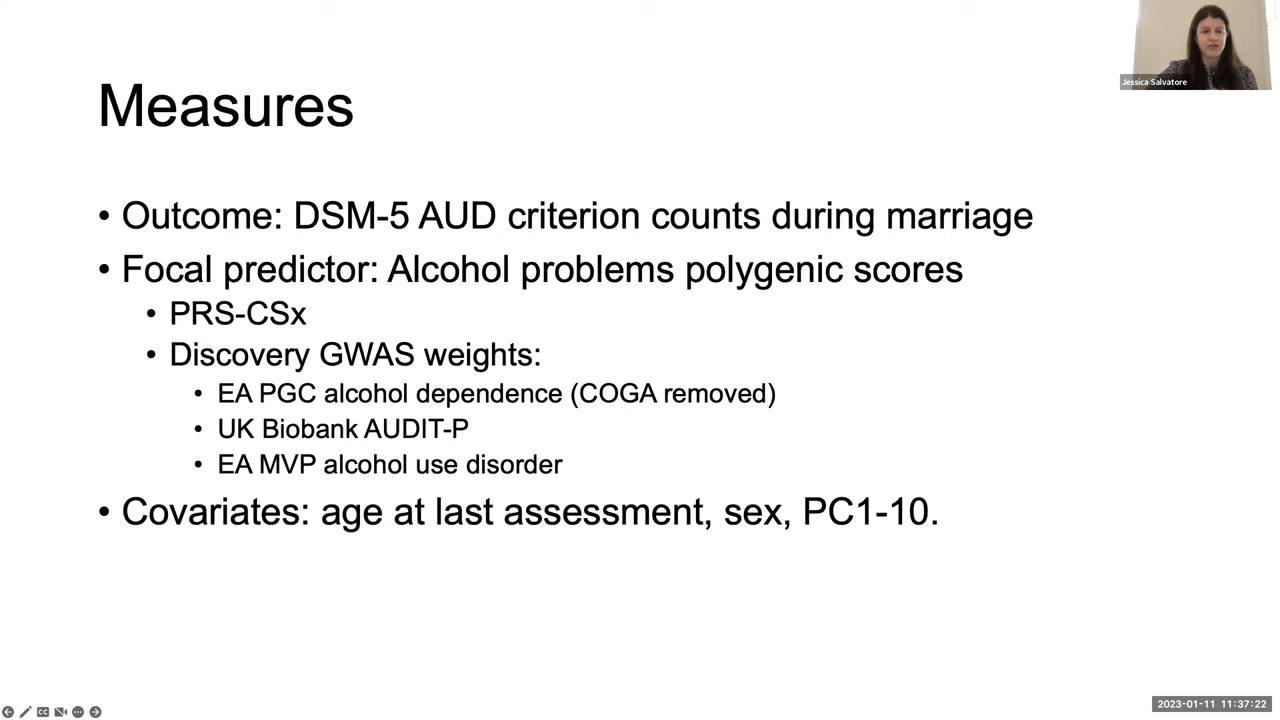 Jessica Salvatore
Measures
• Outcome: DSM-5 AUD criterion counts during marriage
• Focal predictor: Alcohol problems polygenic scores
• PRS-CSx
• Discovery GWAS weights:
• EA PGC alcohol dependence (COGA removed)
• UK Biobank AUDIT-P
• EA MVP alcohol use disorder
• Covariates: age at last assessment, sex, PC1-10.
CC
2023-01-11 11:37:22